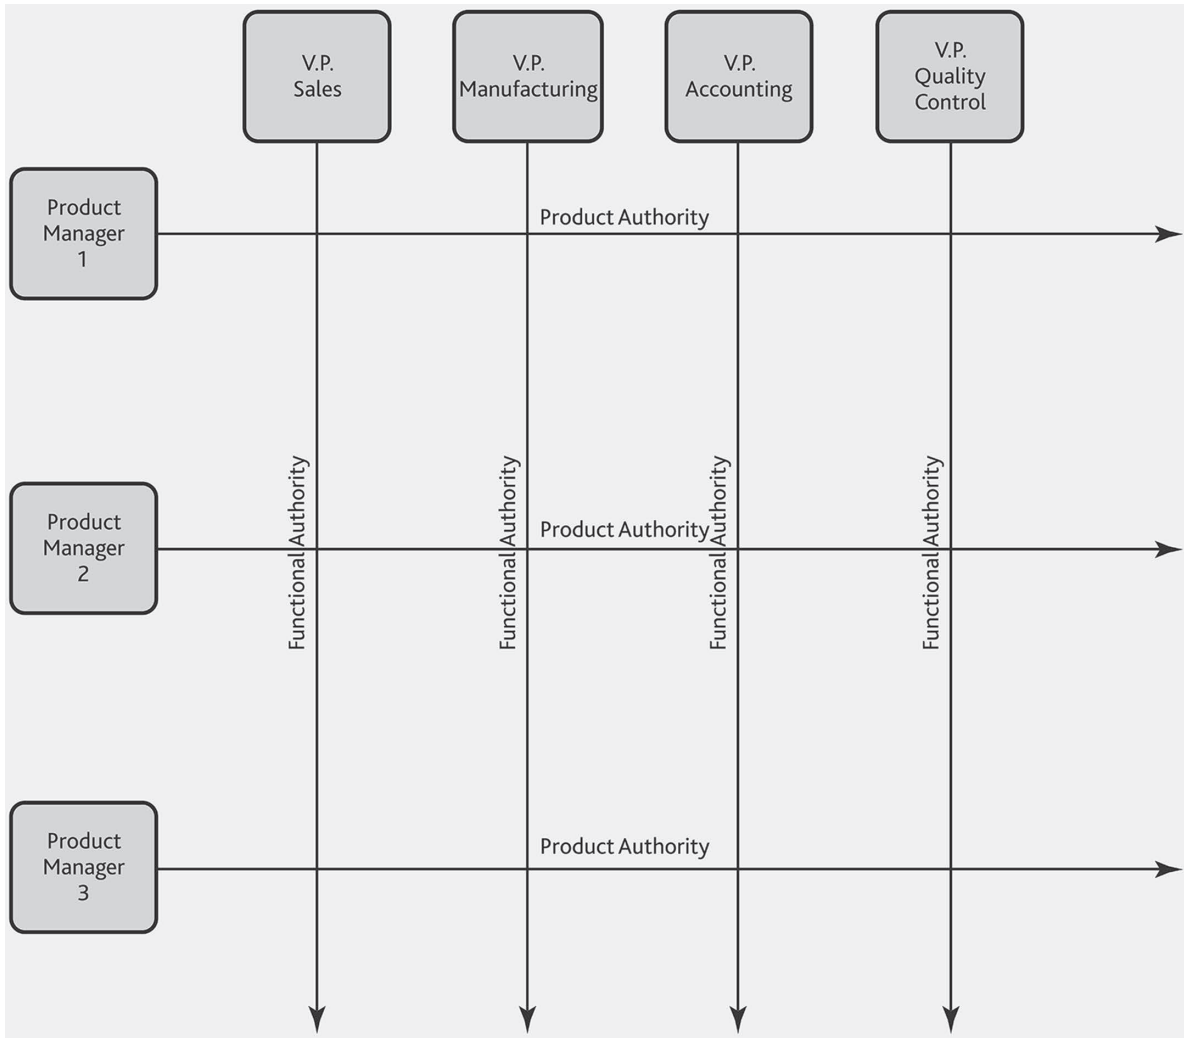 V.P.
Sales
V.P.
Manufacturing
V.P.
Accounting
V.P.
Quality
Control
Product
Manager
1
Product Authority
Functional Authority
Functional Authority
Functional Authority
Functional Authority
Product
Manager
2
Product Authority
Product
Manager
3
Product Authority